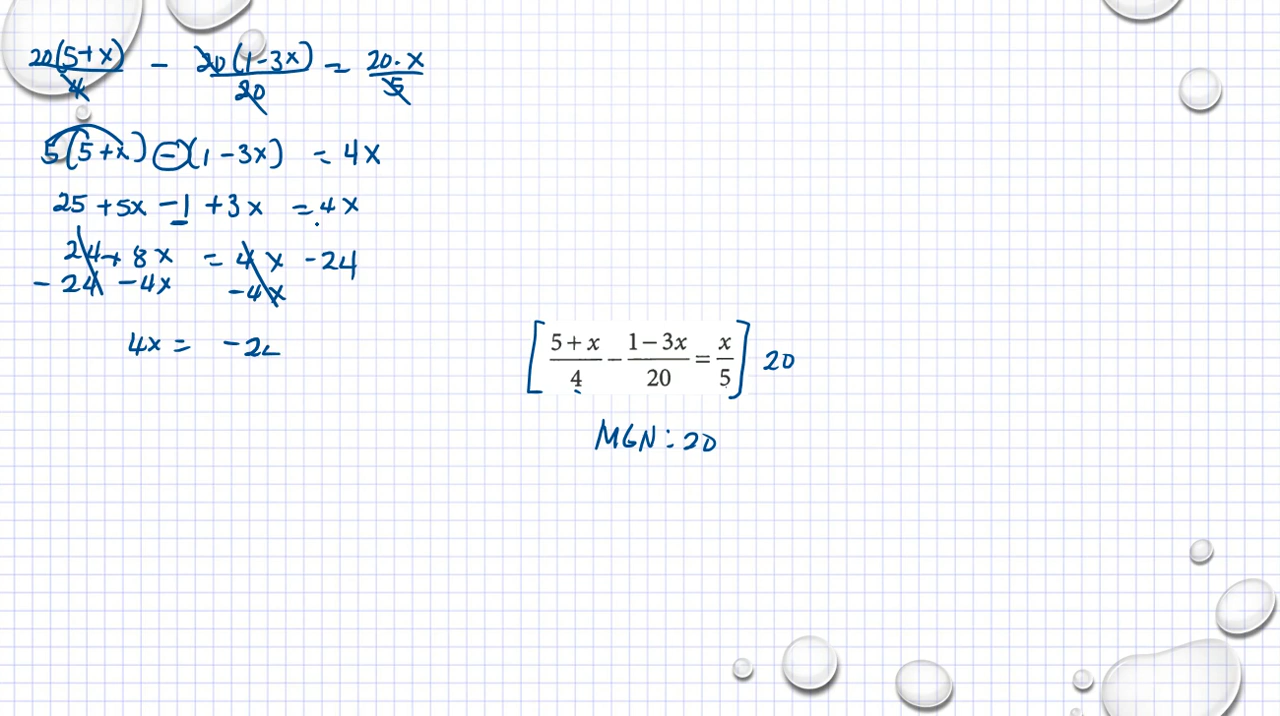 20(5+x)/4 - 20(1-3x)/20 = 20·x/5
5(5+x) -(1-3x) = 4x
25 +5x -1 +3x = 4x
24+8x = 4x -24
-24 -4x -4x
4x = -24
[(5+x)/4 - (1-3x)/20 = x/5] 20
MGN: 20